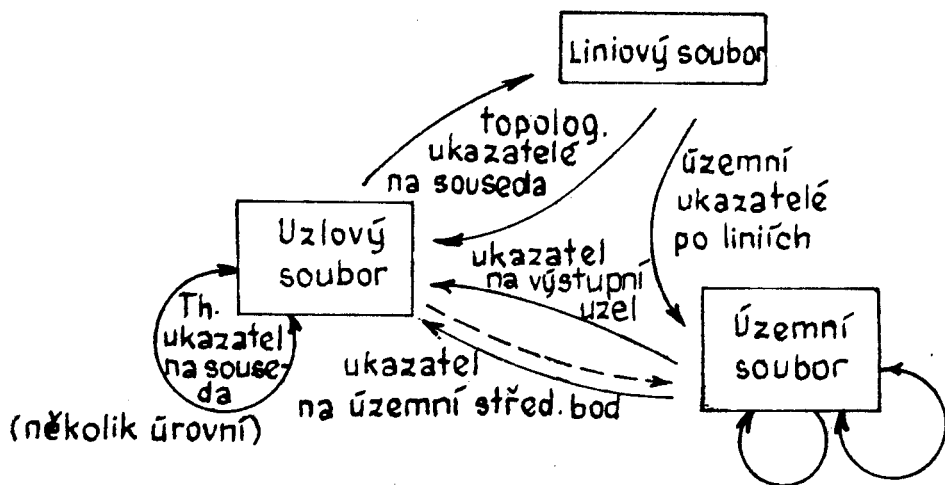 Liniový soubor
topolog.
ukazatelé
na souseda
územní
ukazatelé
po liniích
Uzlový
soubor
ukazatel
na výstupní
uzel
Th.
ukazatel
na souse-
da
(několik úrovní)
Územní
soubor
ukazatel
na územní střed. bod